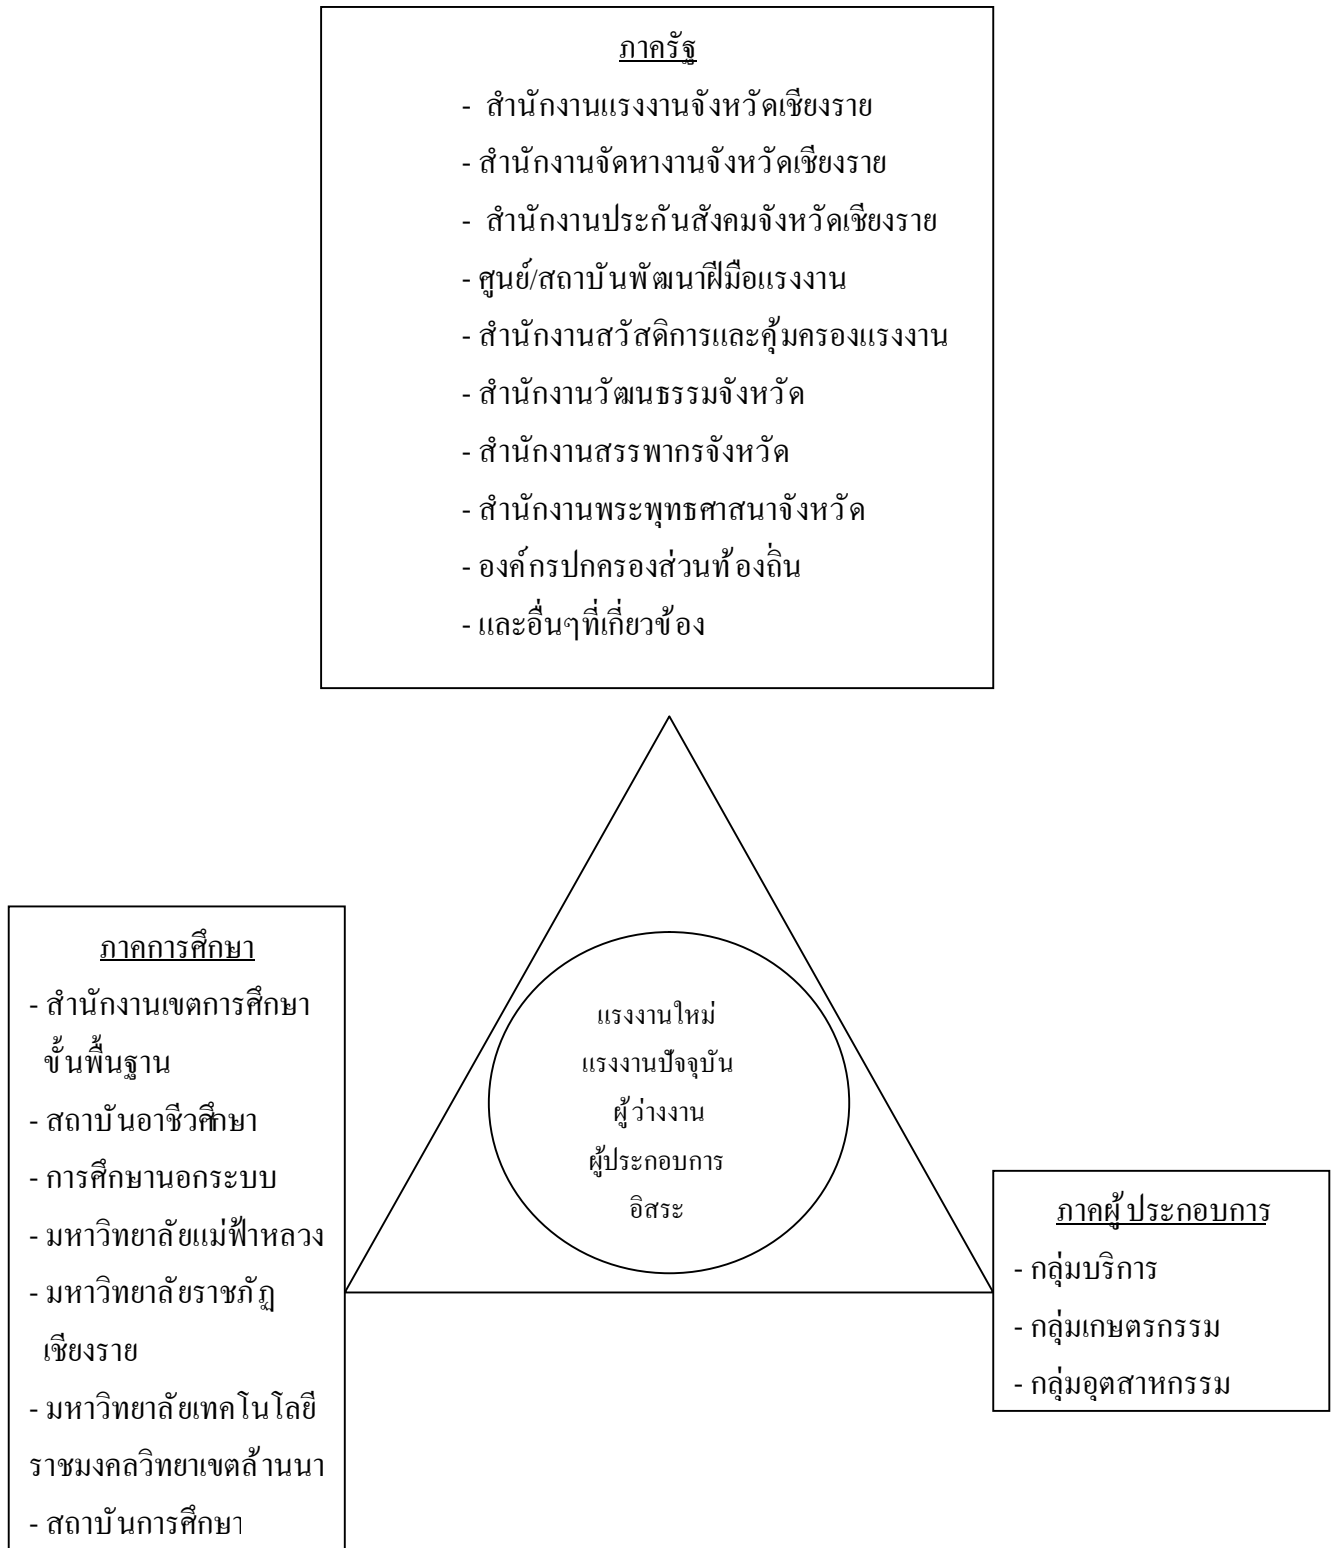 ภาครัฐ
- สำนักงานแรงงานจังหวัดเชียงราย
- สำนักงานจัดหางานจังหวัดเชียงราย
- สำนักงานประกันสังคมจังหวัดเชียงราย
- ศูนย์/สถาบันพัฒนาฝีมือแรงงาน
- สำนักงานสวัสดิการและคุ้มครองแรงงาน
- สำนักงานวัฒนธรรมจังหวัด
- สำนักงานสรรพากรจังหวัด
- สำนักงานพระพุทธศาสนาจังหวัด
- องค์กรปกครองส่วนท้องถิ่น
- และอื่นๆที่เกี่ยวข้อง
ภาคการศึกษา
- สำนักงานเขตการศึกษา
ขั้นพื้นฐาน
- สถาบันอาชีวศึกษา
- การศึกษานอกระบบ
- มหาวิทยาลัยแม่ฟ้าหลวง
- มหาวิทยาลัยราชภัฏ
เชียงราย
- มหาวิทยาลัยเทคโนโลยี
ราชมงคลวิทยาเขตล้านนา
- สถาบันการศึกษา
แรงงานใหม่
แรงงานปัจจุบัน
ผู้ว่างงาน
ผู้ประกอบการ
อิสระ
ภาคผู้ประกอบการ
- กลุ่มบริการ
- กลุ่มเกษตรกรรม
- กลุ่มอุตสาหกรรม